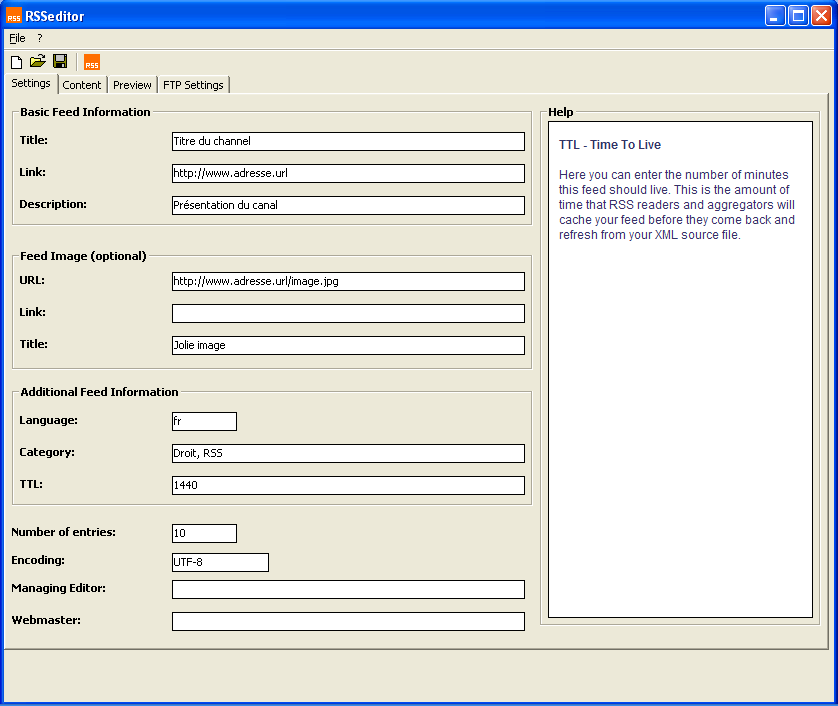 RSS RSSeditor
File ?
RSS
Settings Content Preview FTP Settings
Basic Feed Information
Title: Titre du channel
Link: http://www.adresse.url
Description: Présentation du canal
Feed Image (optional)
URL: http://www.adresse.url/image.jpg
Link:
Title: Jolie image
Additional Feed Information
Language: fr
Category: Droit, RSS
TTL: 1440
Number of entries: 10
Encoding: UTF-8
Managing Editor:
Webmaster:
Help
TTL - Time To Live
Here you can enter the number of minutes
this feed should live. This is the amount of
time that RSS readers and aggregators will
cache your feed before they come back and
refresh from your XML source file.